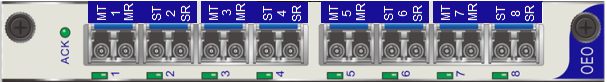 ACK
MT 1 MR
ST 2 SR
MT 3 MR
ST 4 SR
MT 5 MR
ST 6 SR
MT 7 MR
ST 8 SR
1
2
3
4
5
6
7
8
OEO